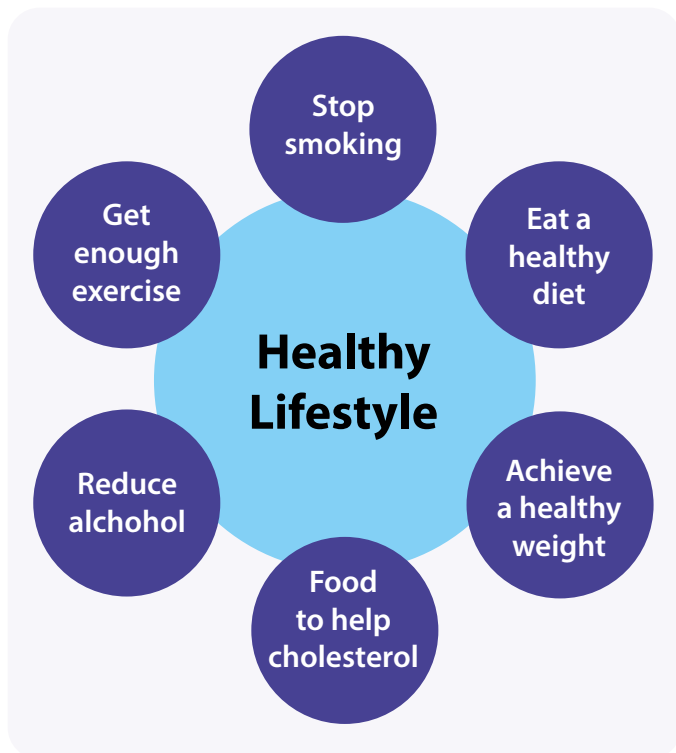 Stop
smoking
Eat a
healthy
diet
Achieve
a healthy
weight
Food
to help
cholesterol
Reduce
alchohol
Get
enough
exercise
Healthy
Lifestyle